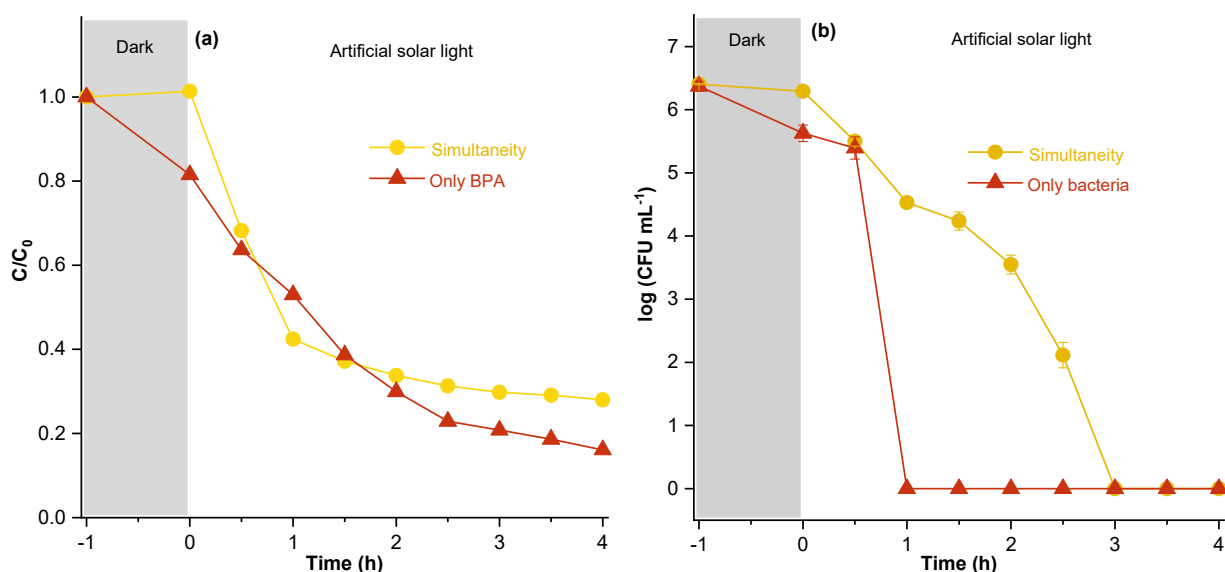 (a)
Dark
Artificial solar light
Simultaneity
Only BPA
C/C₀
1.0
0.8
0.6
0.4
0.2
0.0
-1
0
1
2
3
4
Time (h)
(b)
Dark
Artificial solar light
Simultaneity
Only bacteria
log (CFU mL⁻¹)
7
6
5
4
3
2
1
0
-1
0
1
2
3
4
Time (h)